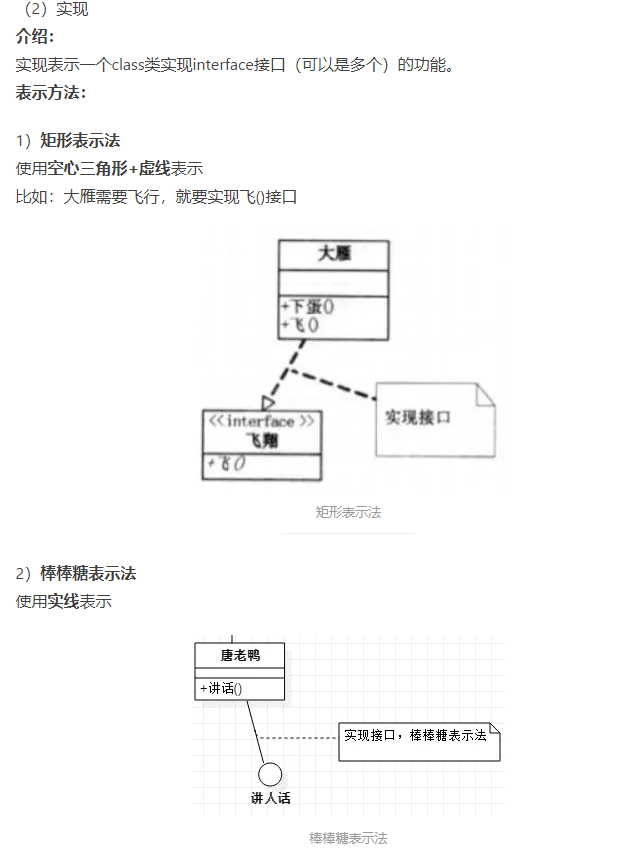 （2）实现
介绍：
实现表示一个class类实现interface接口（可以是多个）的功能。
表示方法：
1）矩形表示法
使用空心三角形+虚线表示
比如：大雁需要飞行，就要实现飞()接口
大雁
+下蛋()
+飞()
<<interface>>
飞翔
+飞()
实现接口
矩形表示法
2）棒棒糖表示法
使用实线表示
唐老鸭
+讲话()
实现接口，棒棒糖表示法
讲人话
棒棒糖表示法